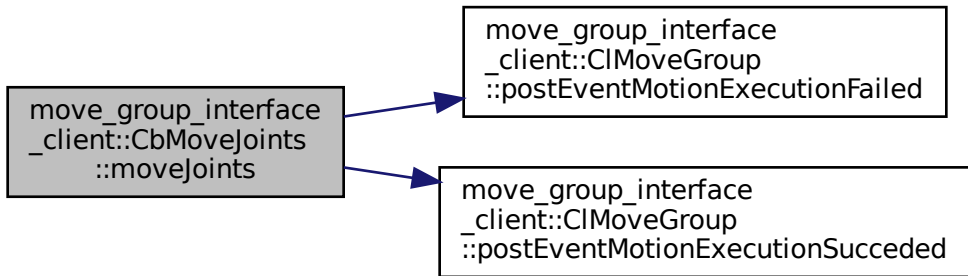 move_group_interface
_client::CbMoveJoints
::moveJoints
move_group_interface
_client::ClMoveGroup
::postEventMotionExecutionFailed
move_group_interface
_client::ClMoveGroup
::postEventMotionExecutionSucceded